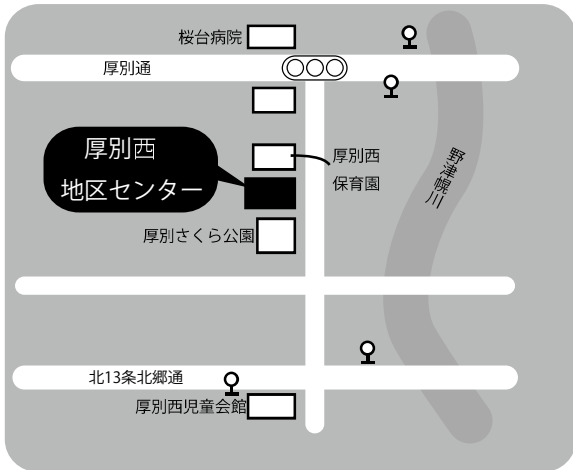 桜台病院
厚別通
厚別西
地区センター
厚別西
保育園
野津幌川
厚別さくら公園
北13条北郷通
厚別西児童会館